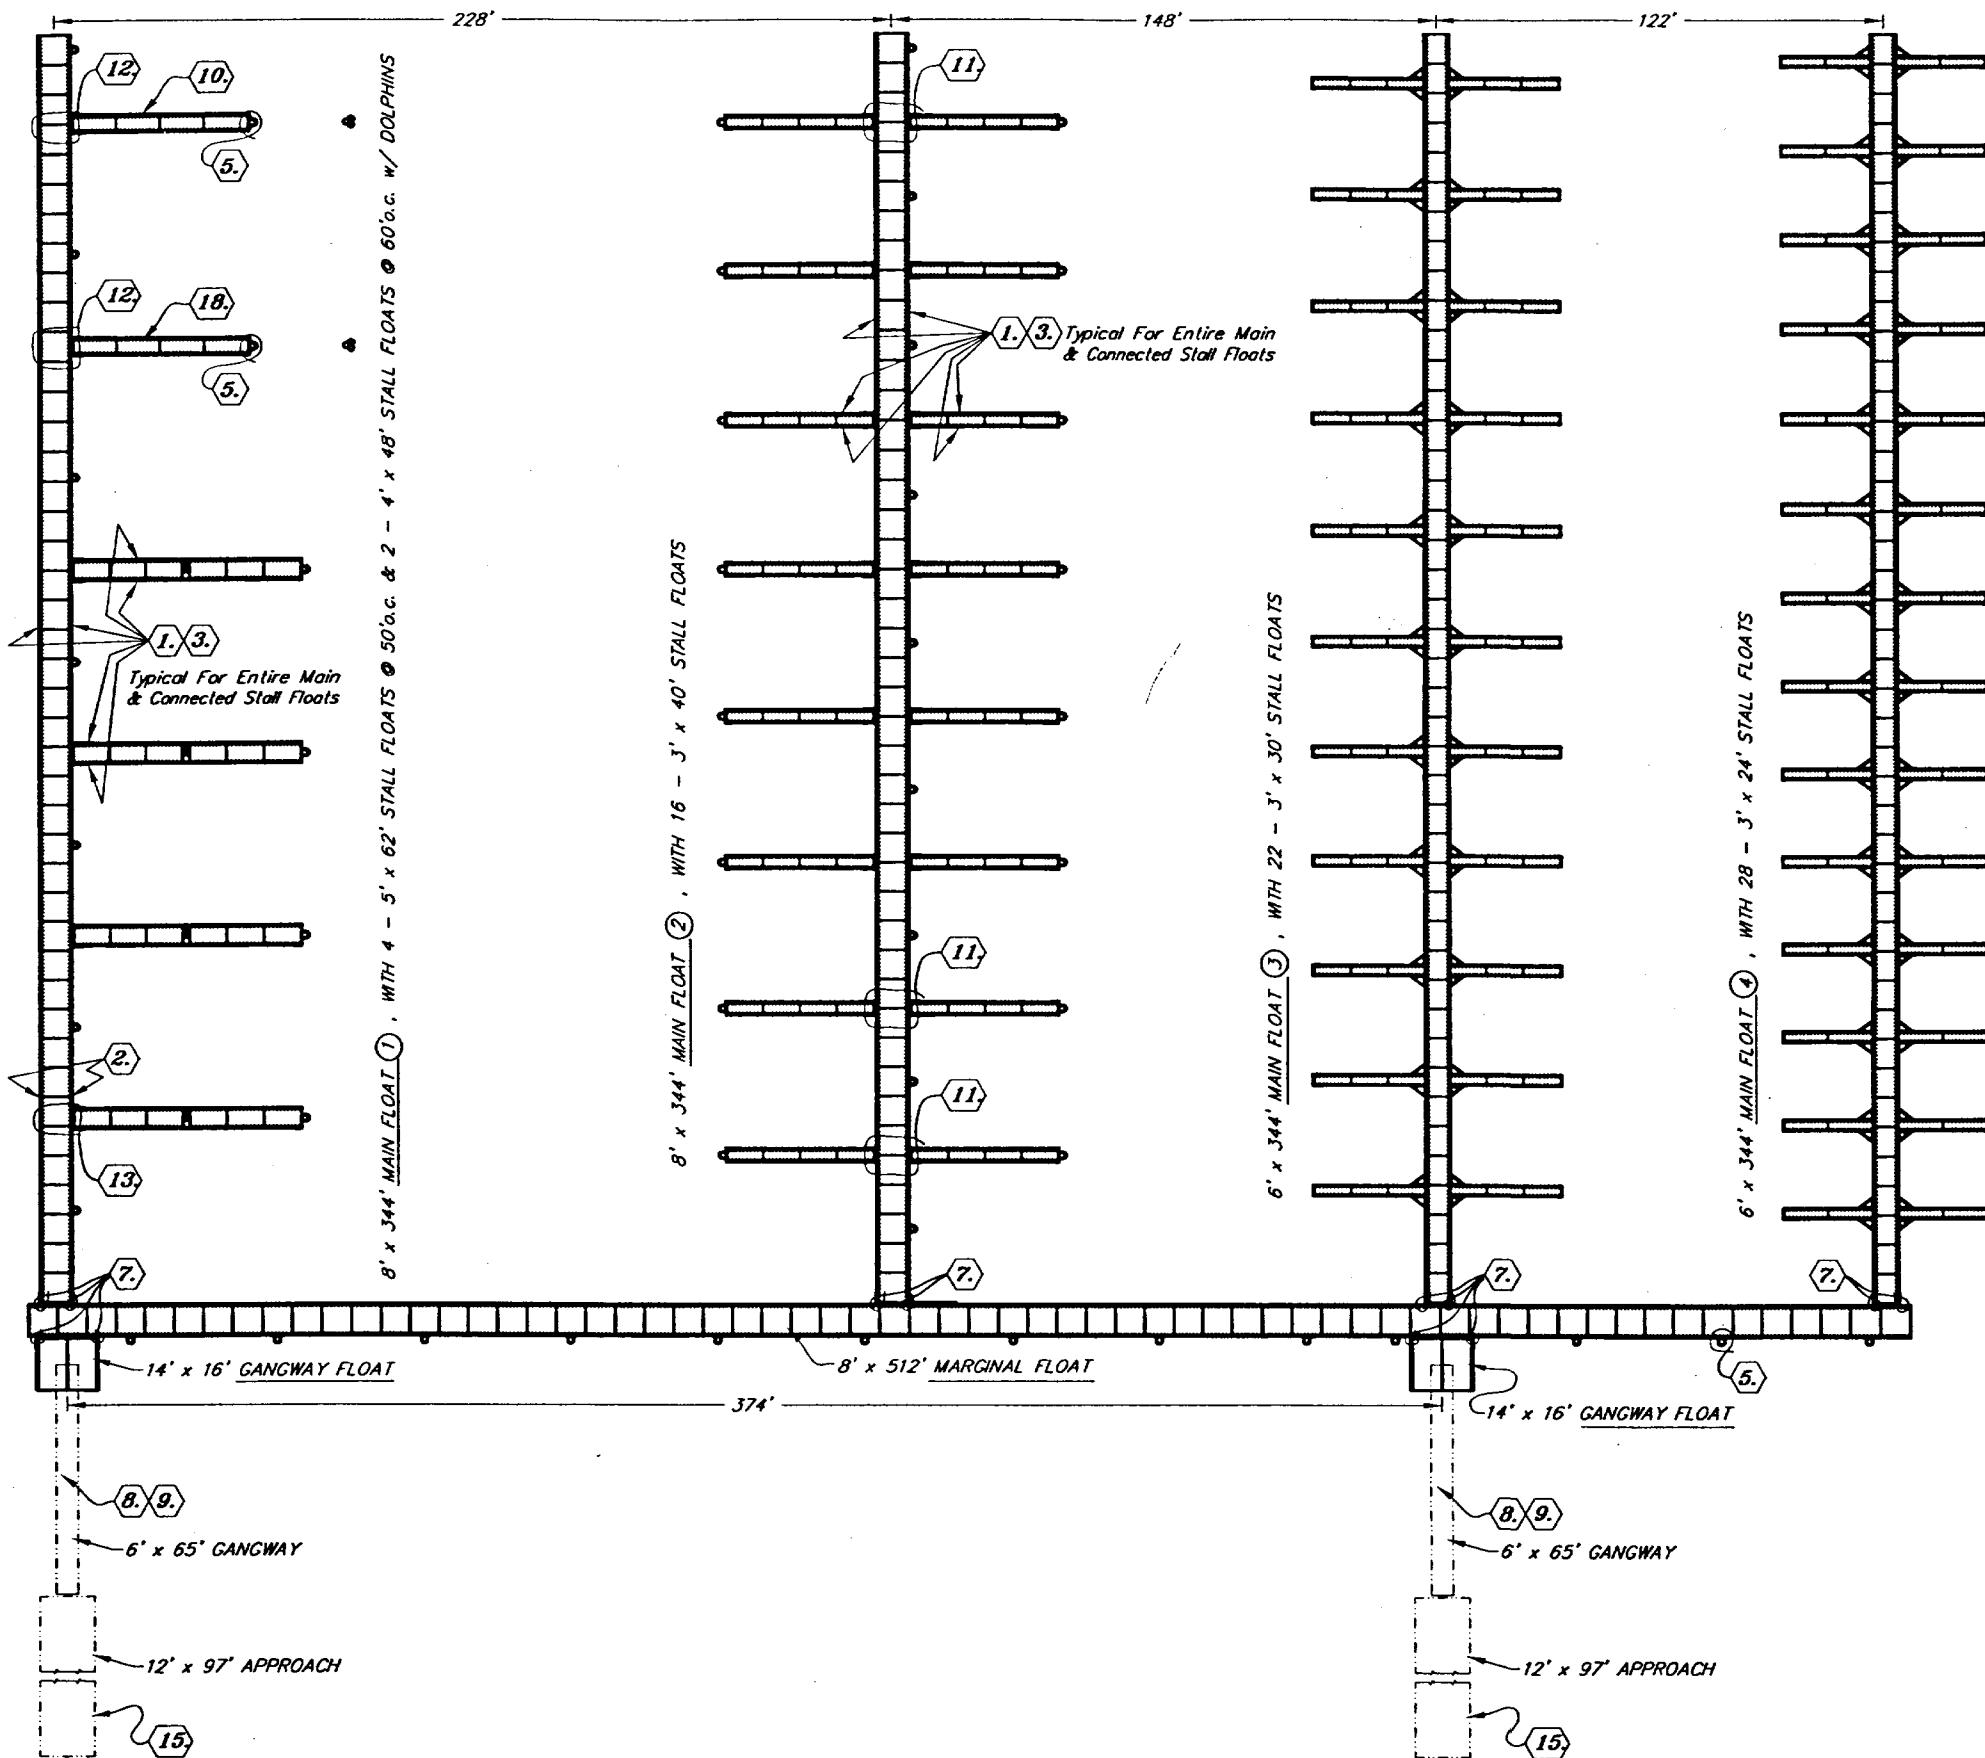 228'
148'
122'
12.
10.
11.
5.
12.
18.
5.
1. 3. Typical For Entire Main
& Connected Stall Floats
1. 3.
Typical For Entire Main
& Connected Stall Floats
8' x 344' MAIN FLOAT 1 , WITH 4 - 5' x 62' STALL FLOATS @ 50'o.c. & 2 - 4' x 48' STALL FLOATS @ 60'o.c. w/ DOLPHINS
8' x 344' MAIN FLOAT 2 , WITH 16 - 3' x 40' STALL FLOATS
6' x 344' MAIN FLOAT 3 , WITH 22 - 3' x 30' STALL FLOATS
6' x 344' MAIN FLOAT 4 , WITH 28 - 3' x 24' STALL FLOATS
11.
2.
11.
13.
7.
7.
7.
7.
14' x 16' GANGWAY FLOAT
8' x 512' MARGINAL FLOAT
5.
374'
14' x 16' GANGWAY FLOAT
8. 9.
8. 9.
6' x 65' GANGWAY
6' x 65' GANGWAY
12' x 97' APPROACH
12' x 97' APPROACH
15.
15.